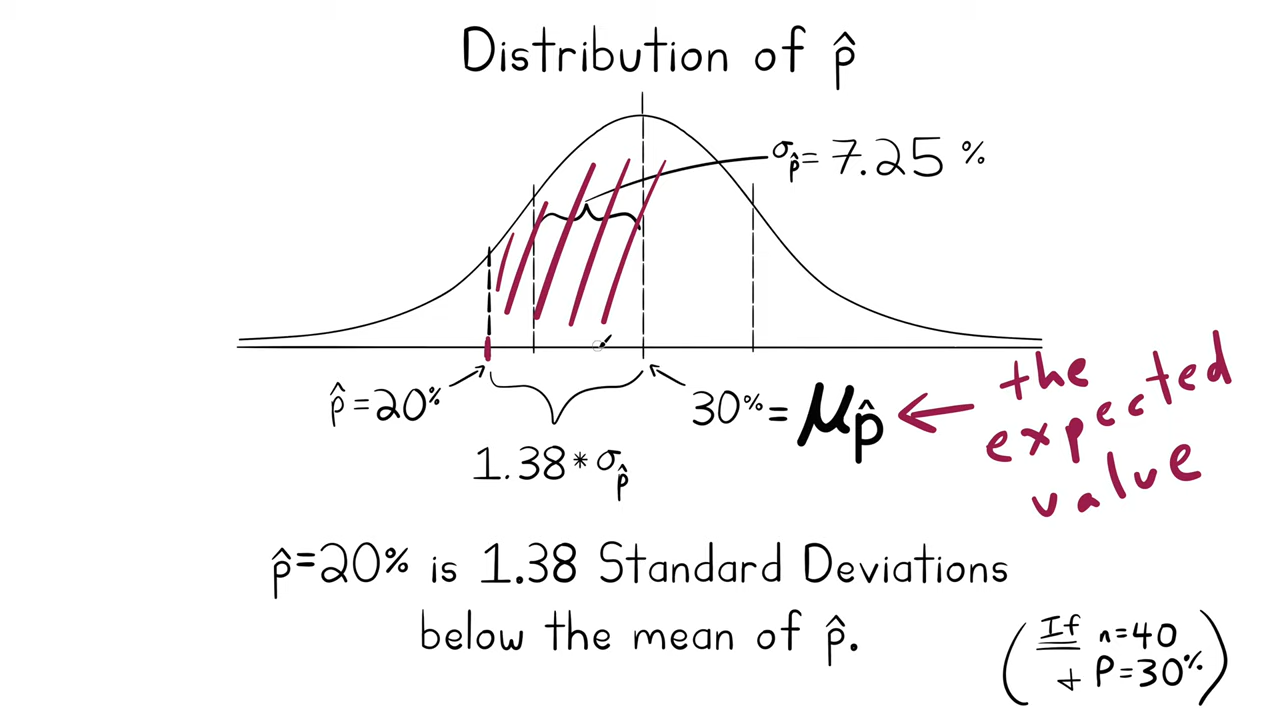 Distribution of p̂
σp̂ = 7.25 %
p̂ = 20%
30% = μp̂
← the expected value
1.38 * σp̂
p̂=20% is 1.38 Standard Deviations
below the mean of p̂.
(If n=40
+ P=30%)